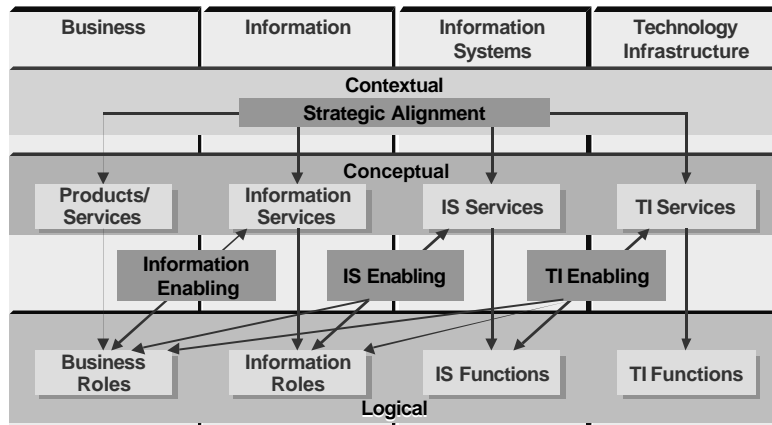 Business
Information
Information
Systems
Technology
Infrastructure
Contextual
Strategic Alignment
Conceptual
Products/
Services
Information
Services
IS Services
TI Services
Information
Enabling
IS Enabling
TI Enabling
Business
Roles
Information
Roles
IS Functions
TI Functions
Logical